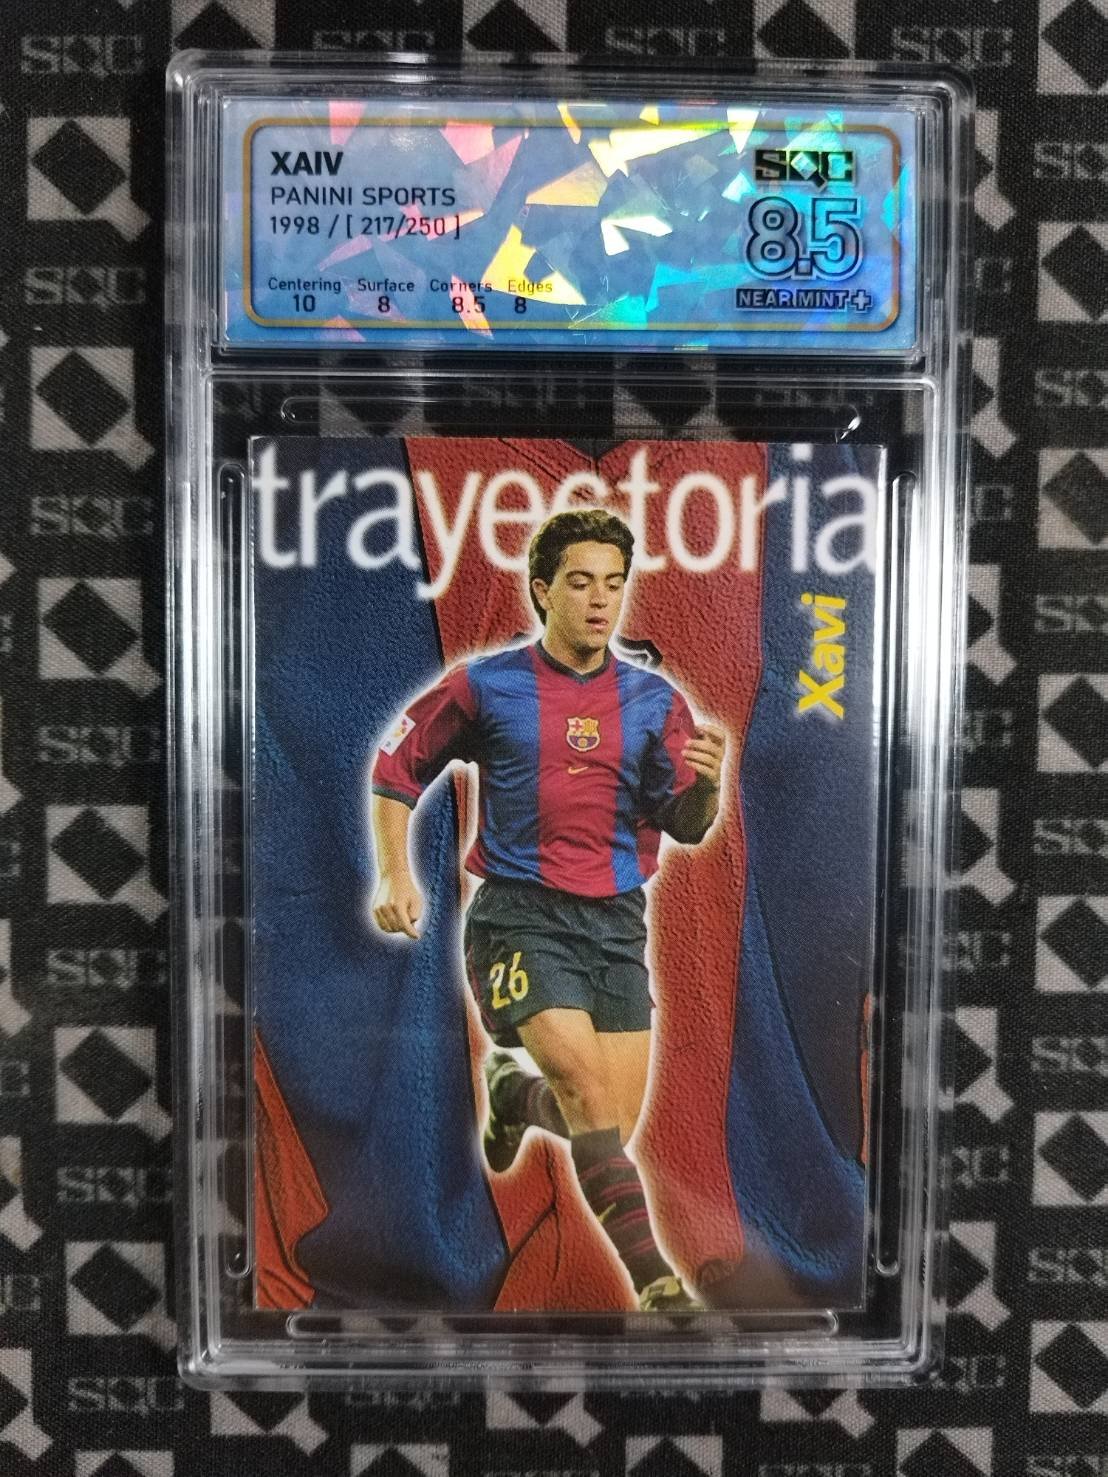 XAIV
PANINI SPORTS
1998 / [ 217/250 ]
Centering Surface Corners Edges
10 8 8.5 8
SQC
8.5
NEAR MINT+
trayectoria
Xavi
26